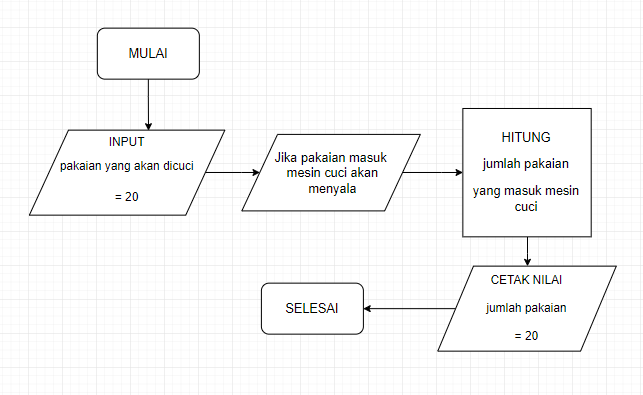 MULAI
INPUT
pakaian yang akan dicuci
= 20
Jika pakaian masuk
mesin cuci akan
menyala
HITUNG
jumlah pakaian
yang masuk mesin
cuci
CETAK NILAI
jumlah pakaian
= 20
SELESAI